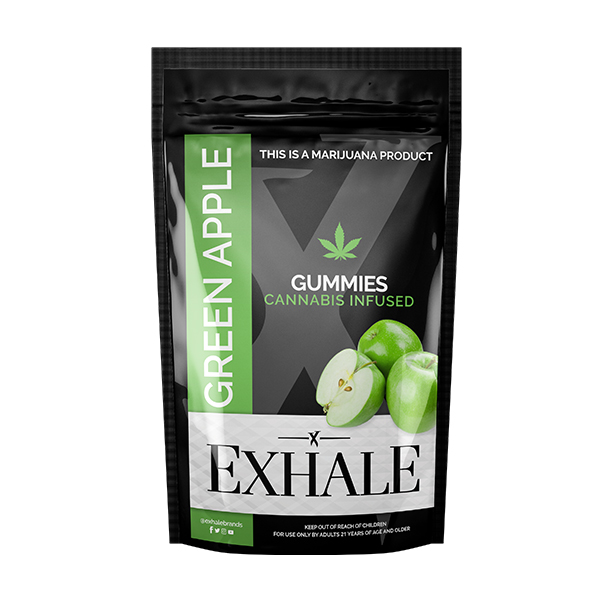 THIS IS A MARIJUANA PRODUCT
GREEN APPLE
GUMMIES
CANNABIS INFUSED
X
EXHALE
@exhalebrands
KEEP OUT OF REACH OF CHILDREN
FOR USE ONLY BY ADULTS 21 YEARS OF AGE AND OLDER